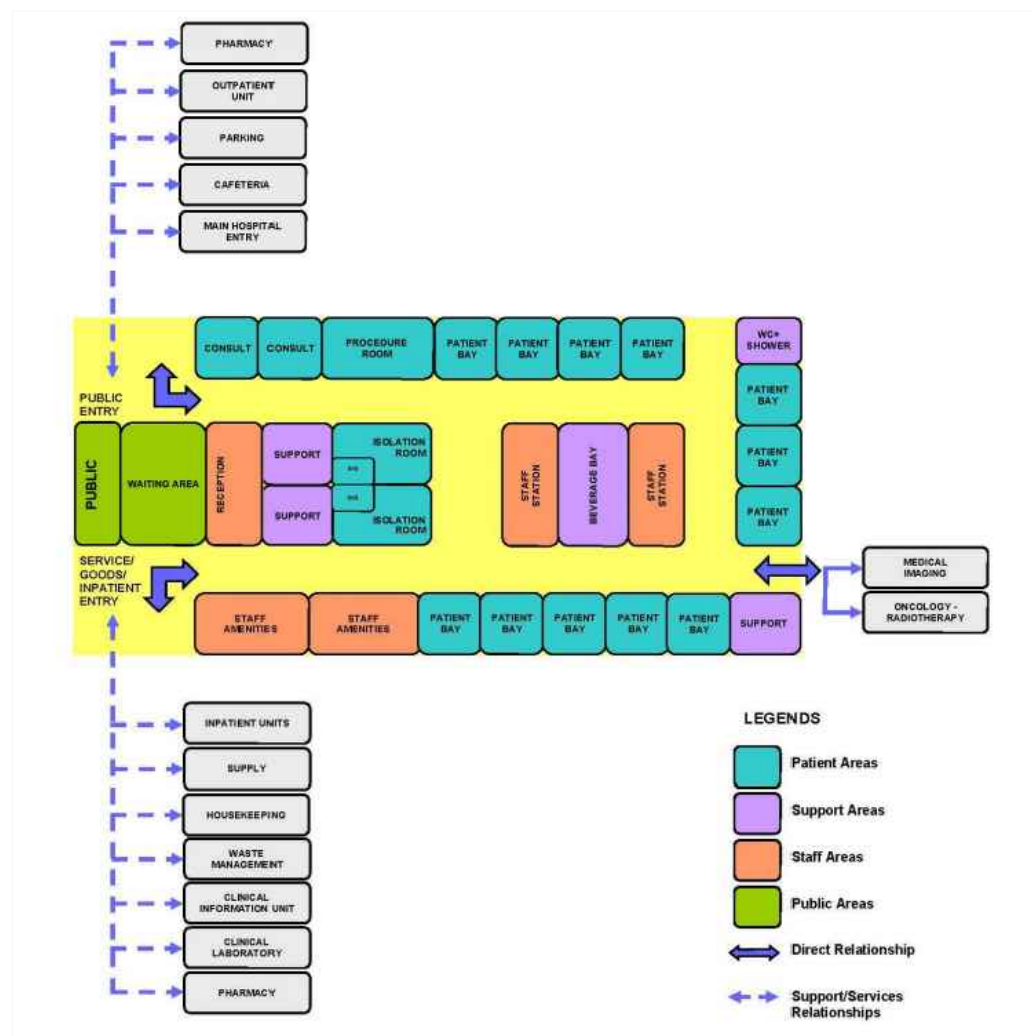 PHARMACY
OUTPATIENT
UNIT
PARKING
CAFETERIA
MAIN HOSPITAL
ENTRY
CONSULT
CONSULT
PROCEDURE
ROOM
PATIENT
BAY
PATIENT
BAY
PATIENT
BAY
PATIENT
BAY
WC+
SHOWER
PUBLIC
ENTRY
PATIENT
BAY
PATIENT
BAY
PATIENT
BAY
PUBLIC
WAITING AREA
RECEPTION
SUPPORT
SUPPORT
ISOLATION
ROOM
ISOLATION
ROOM
STAFF
STATION
BEVERAGE BAY
STAFF
STATION
SERVICE/
GOODS/
INPATIENT
ENTRY
MEDICAL
IMAGING
ONCOLOGY -
RADIOTHERAPY
STAFF
AMENITIES
STAFF
AMENITIES
PATIENT
BAY
PATIENT
BAY
PATIENT
BAY
PATIENT
BAY
PATIENT
BAY
SUPPORT
INPATIENT UNITS
SUPPLY
HOUSEKEEPING
WASTE
MANAGEMENT
CLINICAL
INFORMATION UNIT
CLINICAL
LABORATORY
PHARMACY
LEGENDS
Patient Areas
Support Areas
Staff Areas
Public Areas
Direct Relationship
Support/Services
Relationships